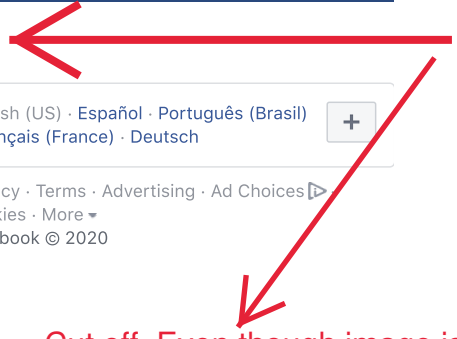 sh (US) · Español · Português (Brasil)
nçais (France) · Deutsch
cy · Terms · Advertising · Ad Choices
kies · More
book © 2020
Cut off. Even though image is